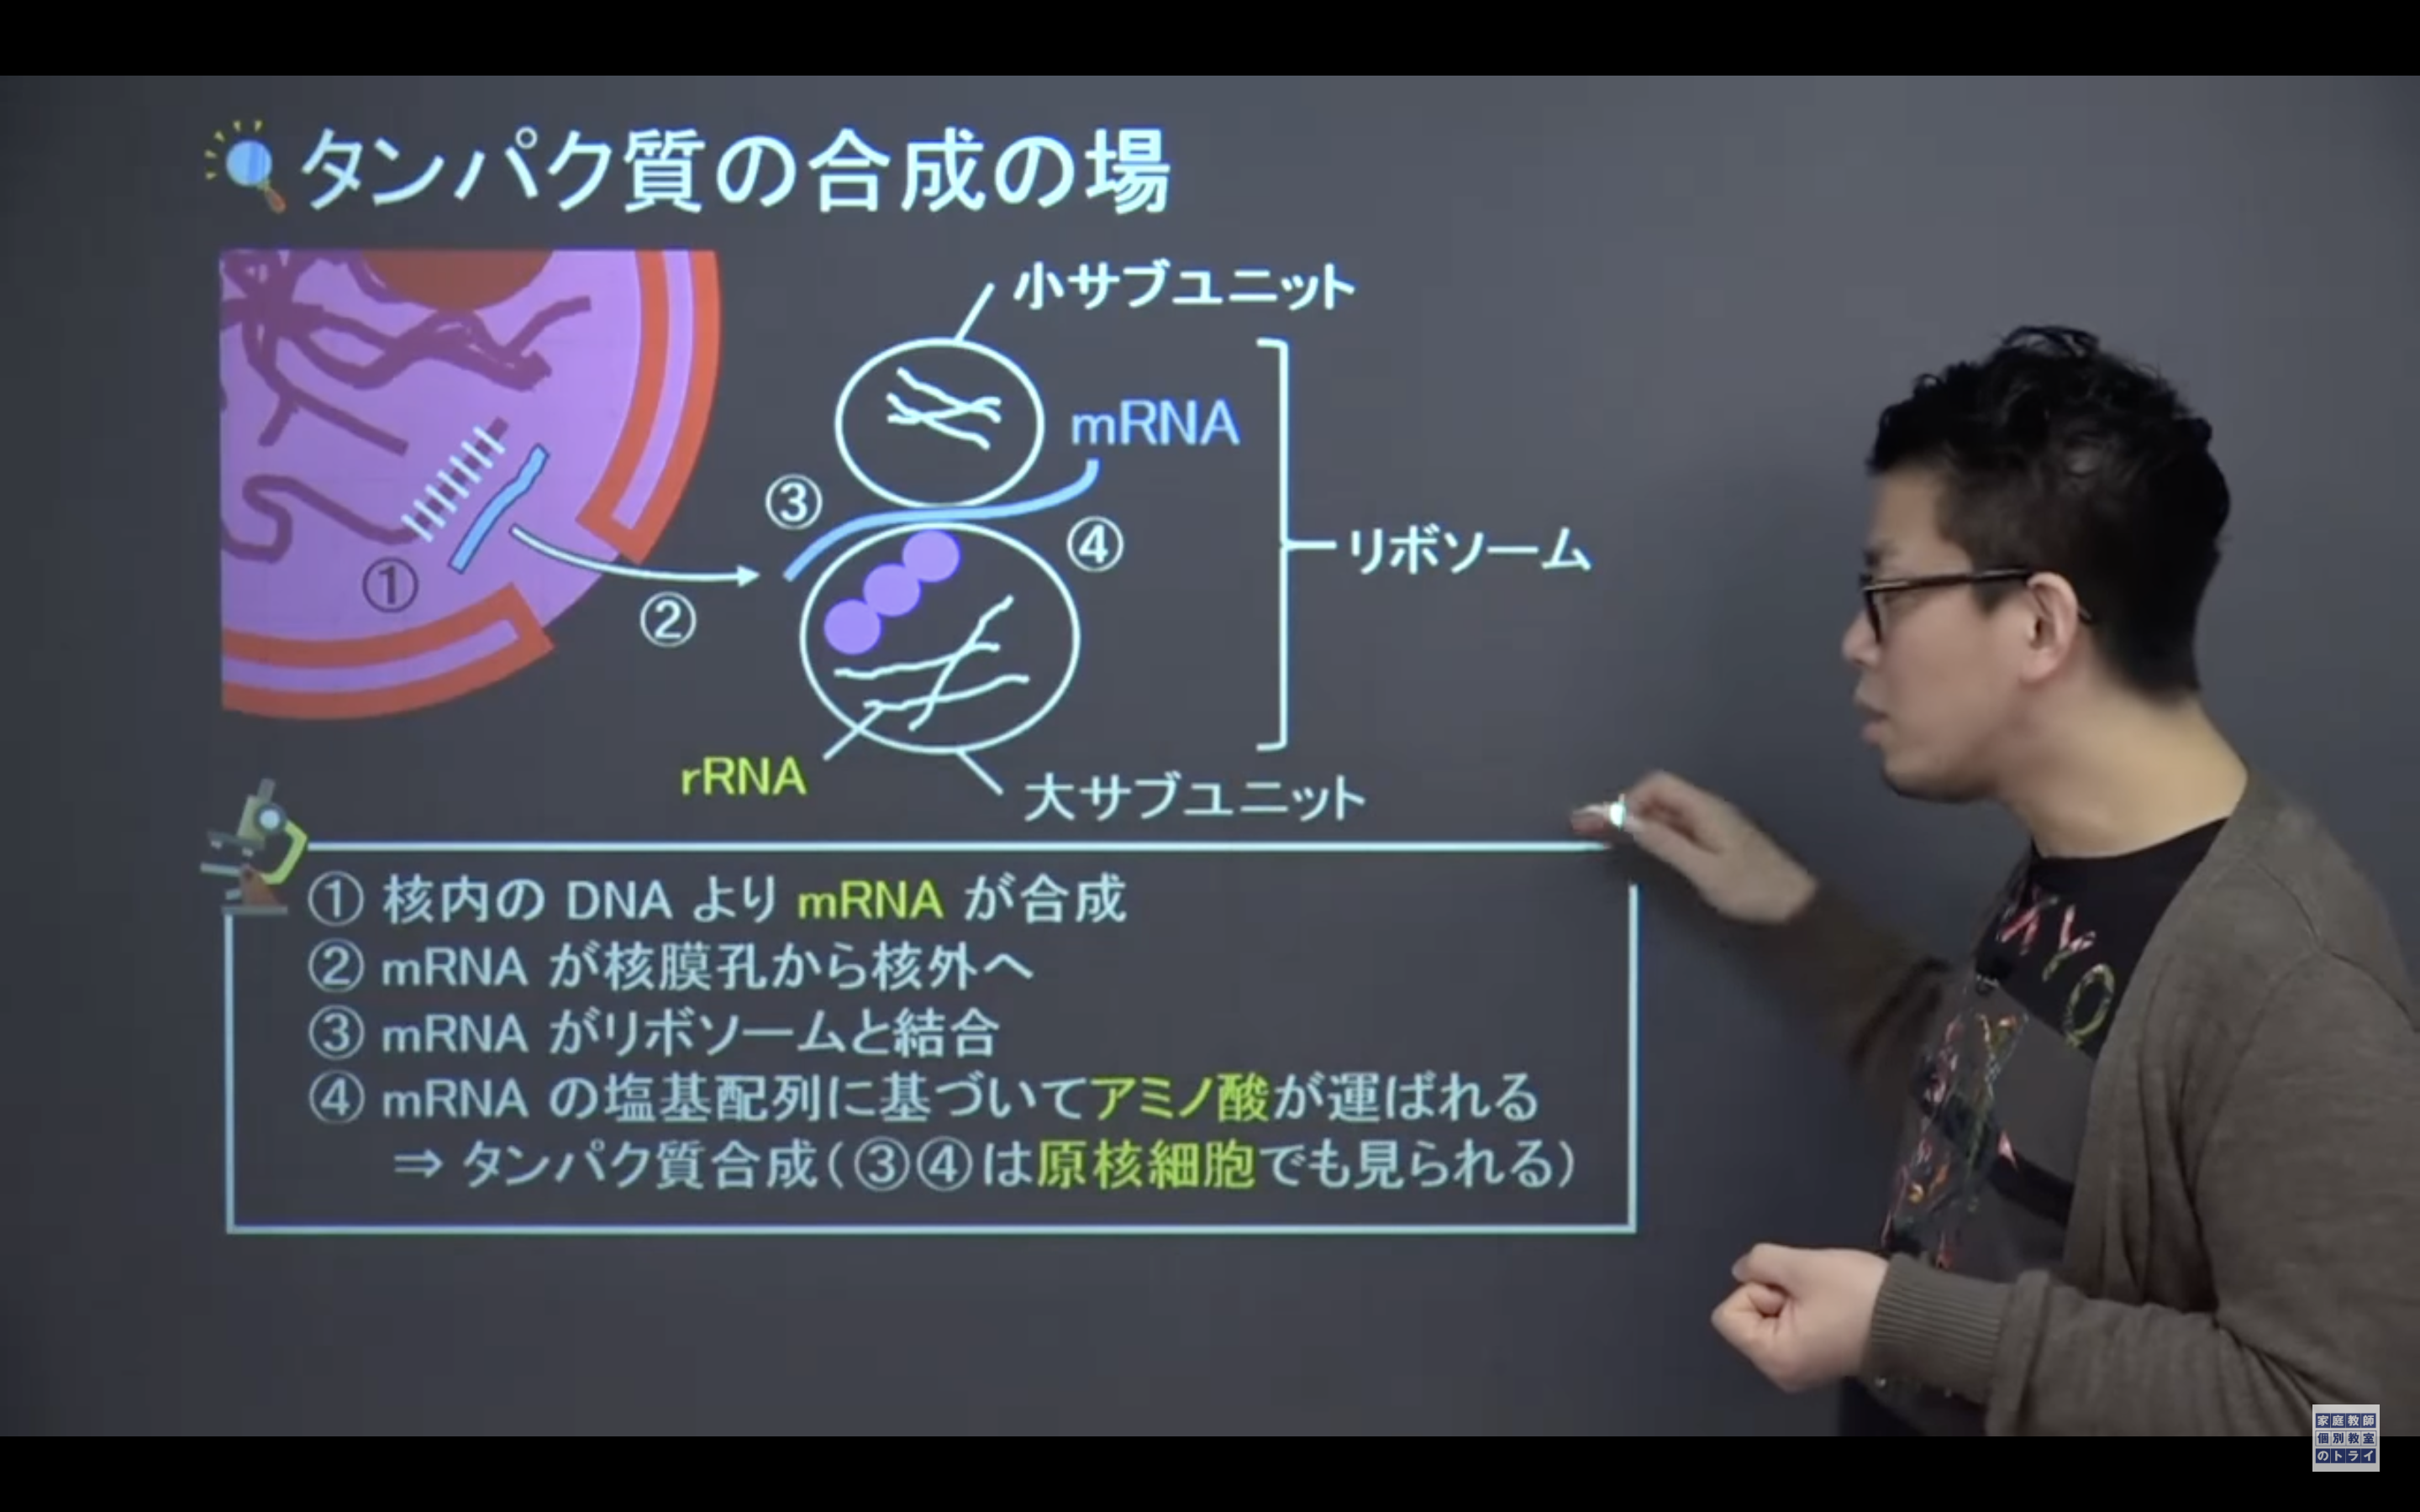 タンパク質の合成の場
小サブユニット
mRNA
③
④
リボソーム
①
②
rRNA
大サブユニット
① 核内の DNA より mRNA が合成
② mRNA が核膜孔から核外へ
③ mRNA がリボソームと結合
④ mRNA の塩基配列に基づいてアミノ酸が運ばれる
⇒ タンパク質合成(③④は原核細胞でも見られる)
家庭教師
個別教室
のトライ